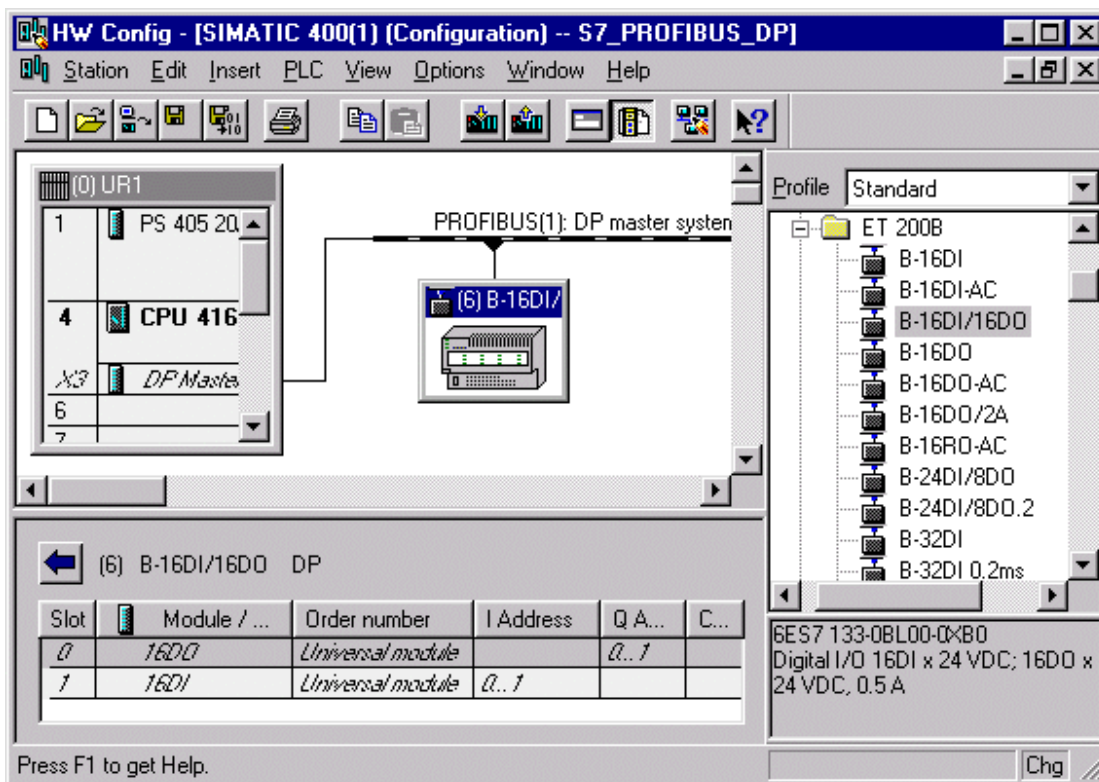 HW Config - [SIMATIC 400(1) (Configuration) -- S7_PROFIBUS_DP]
Station Edit Insert PLC View Options Window Help
(0) UR1
1 PS 405 20
4 CPU 416
X3 DP Maste
6
7
PROFIBUS(1): DP master system
(6) B-16DI/
Profile Standard
ET 200B
B-16DI
B-16DI-AC
B-16DI/16DO
B-16DO
B-16DO-AC
B-16DO/2A
B-16RO-AC
B-24DI/8DO
B-24DI/8DO.2
B-32DI
B-32DI 0.2ms
6ES7 133-0BL00-0XB0
Digital I/O 16DI x 24 VDC; 16DO x
24 VDC, 0.5 A
(6) B-16DI/16DO DP
Slot Module / ... Order number I Address Q A... C...
0 16DO Universal module 0..1
1 16DI Universal module 0..1
Press F1 to get Help.
Chg